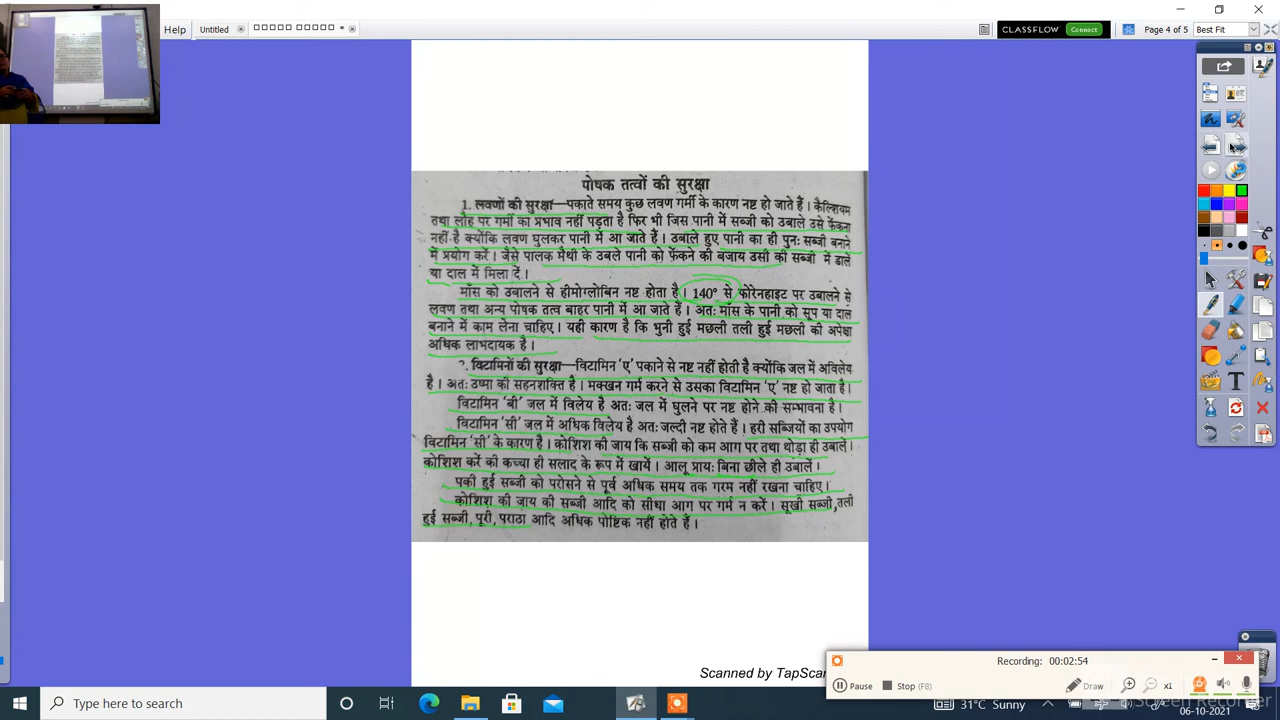 Help
Untitled
CLASSFLOW Connect
Page 4 of 5
Best Fit
पोषक तत्वों की सुरक्षा
1. लवणों की सुरक्षा—पकाते समय कुछ लवण गर्मी के कारण नष्ट हो जाते हैं। कैल्शियम
तथा लौह पर गर्मी का प्रभाव नहीं पड़ता है फिर भी जिस पानी में सब्जी को उबाले उसे फेंकना
नहीं है क्योंकि लवण घुलकर पानी में आ जाते हैं। उबाले हुए पानी का ही पुनः सब्जी बनाने
में प्रयोग करें। जैसे पालक मैथी के उबले पानी को फेंकने की बजाय उसी की सब्जी में डाले
या दाल में मिला दें।
माँस को उबालने से हीमोग्लोबिन नष्ट होता है। 140° से फोरेनहाइट पर उबालने से
लवण तथा अन्य पोषक तत्व बाहर पानी में आ जाते हैं। अतः माँस के पानी को सूप या दाल
बनाने में काम लेना चाहिए। यही कारण है कि भुनी हुई मछली तली हुई मछली की अपेक्षा
अधिक लाभदायक है।
2. विटामिनों की सुरक्षा—विटामिन ‘ए’ पकाने से नष्ट नहीं होती है क्योंकि जल में अविलेय
है। अतः उष्मा की सहनशक्ति है। मक्खन गर्म करने से उसका विटामिन ‘ए’ नष्ट हो जाता है।
विटामिन ‘बी’ जल में विलेय है अतः जल में घुलने पर नष्ट होने की सम्भावना है।
विटामिन ‘सी’ जल में अधिक विलेय है अतः जल्दी नष्ट होते हैं। हरी सब्जियों का उपयोग
विटामिन ‘सी’ के कारण है। कोशिश की जाय कि सब्जी को कम आग पर तथा थोड़ा ही उबालें।
कोशिश करें की कच्चा ही सलाद के रूप में खायें। आलू प्रायः बिना छीले ही उबालें।
पकी हुई सब्जी को परोसने से पूर्व अधिक समय तक गरम नहीं रखना चाहिए।
कोशिश की जाय की सब्जी आदि को सीधा आग पर गर्म न करें। सूखी सब्जी, तली
हुई सब्जी, पूरी, पराठा आदि अधिक पोष्टिक नहीं होते हैं।
Scanned by TapScan
Recording: 00:02:54
Pause
Stop (F8)
x1
Draw
Screen Recorder
Type here to search
31°C Sunny
06-10-2021